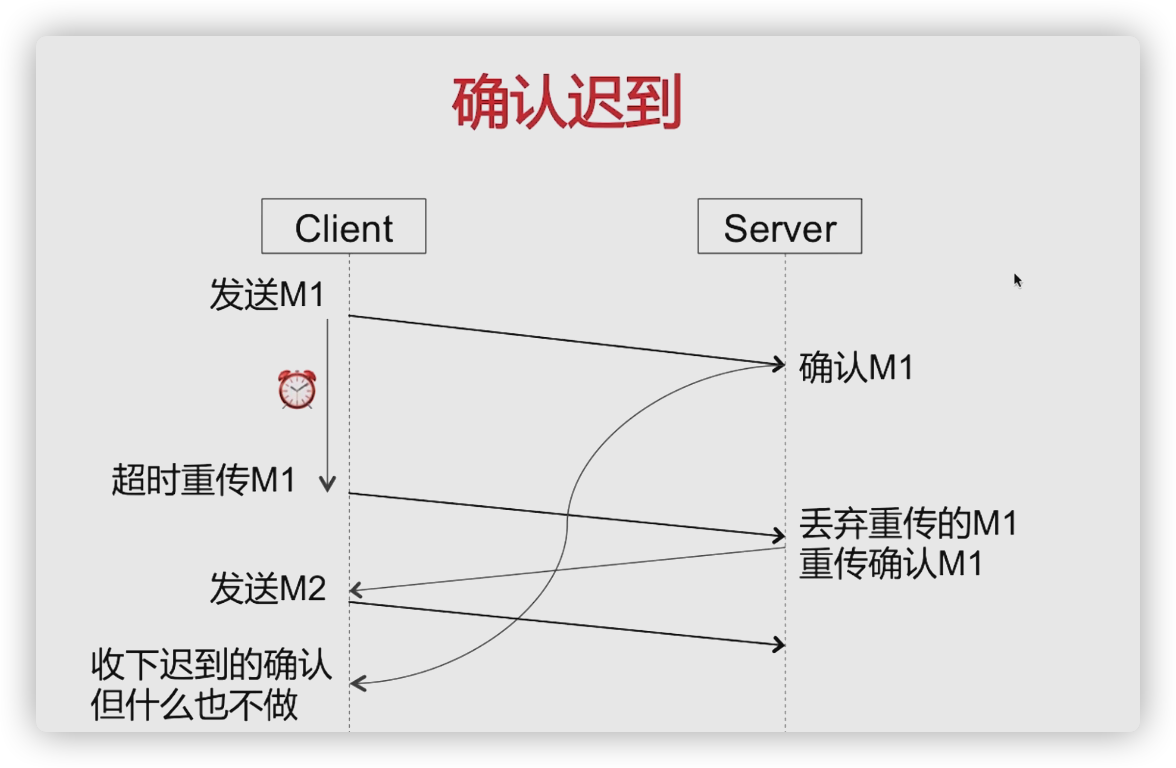 确认迟到
Client
Server
发送M1
确认M1
超时重传M1
丢弃重传的M1
重传确认M1
发送M2
收下迟到的确认
但什么也不做